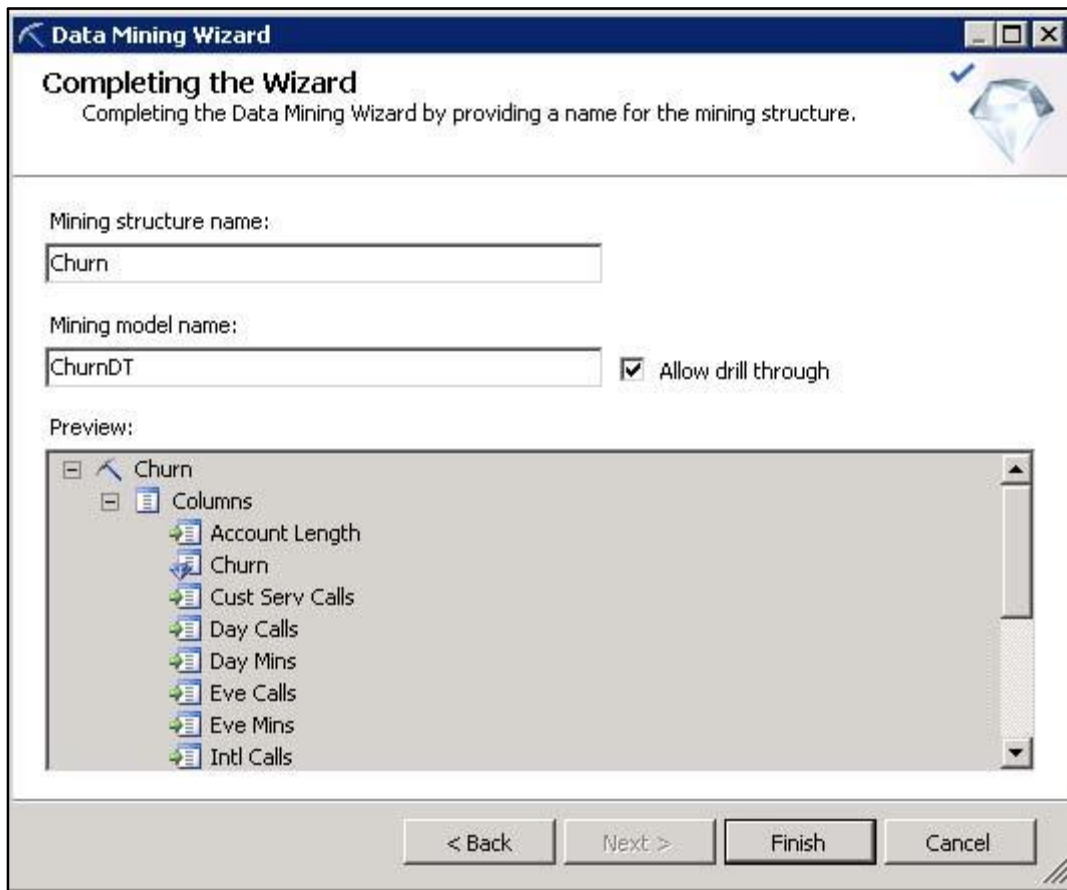 Data Mining Wizard
Completing the Wizard
Completing the Data Mining Wizard by providing a name for the mining structure.
Mining structure name:
Churn
Mining model name:
ChurnDT
Allow drill through
Preview:
Churn
Columns
Account Length
Churn
Cust Serv Calls
Day Calls
Day Mins
Eve Calls
Eve Mins
Intl Calls
< Back Next > Finish Cancel